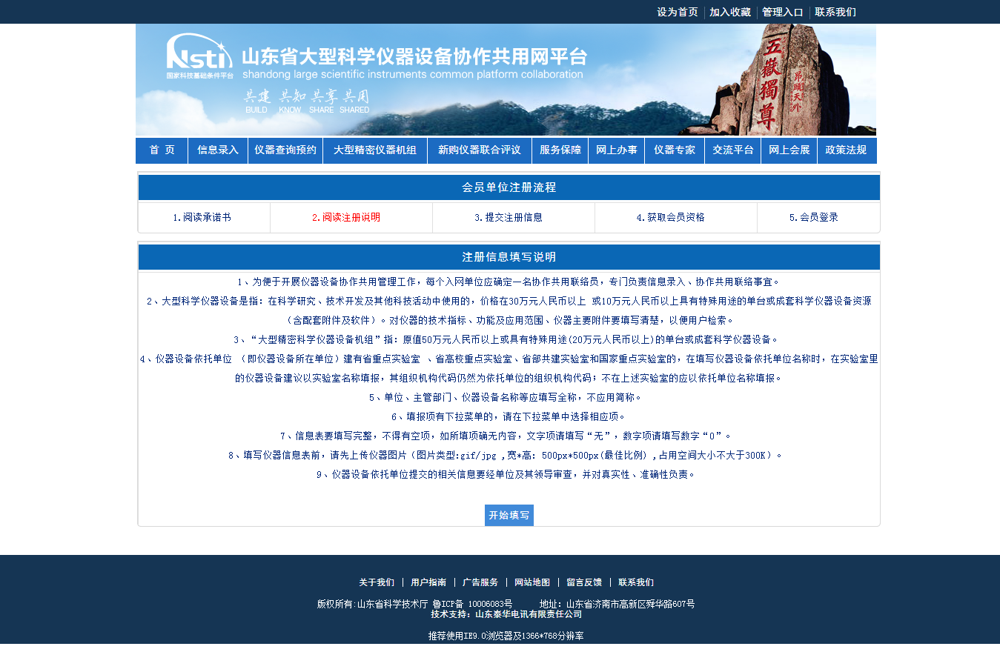 设为首页 加入收藏 管理入口 联系我们
Nsti
国家科技基础条件平台
山东省大型科学仪器设备协作共用网平台
shandong large scientific instruments common platform collaboration
共建 共知 共享 共用
BUILD KNOW SHARE SHARED
五嶽獨尊
昂頭天外
首 页 信息录入 仪器查询预约 大型精密仪器机组 新购仪器联合评议 服务保障 网上办事 仪器专家 交流平台 网上会展 政策法规
会员单位注册流程
1.阅读承诺书 2.阅读注册说明 3.提交注册信息 4.获取会员资格 5.会员登录
注册信息填写说明
1、为便于开展仪器设备协作共用管理工作，每个入网单位应确定一名协作共用联络员，专门负责信息录入、协作共用联络事宜。
2、大型科学仪器设备是指：在科学研究、技术开发及其他科技活动中使用的，价格在30万元人民币以上 或10万元人民币以上具有特殊用途的单台或成套科学仪器设备资源
（含配套附件及软件）。对仪器的技术指标、功能及应用范围、仪器主要附件要填写清楚，以便用户检索。
3、“大型精密科学仪器设备机组”指：原值50万元人民币以上或具有特殊用途(20万元人民币以上)的单台或成套科学仪器设备。
4、仪器设备依托单位 （即仪器设备所在单位）建有省重点实验室 、省高校重点实验室、省部共建实验室和国家重点实验室的，在填写仪器设备依托单位名称时，在实验室里
的仪器设备建议以实验室名称填报，其组织机构代码仍然为依托单位的组织机构代码；不在上述实验室的应以依托单位名称填报。
5、单位、主管部门、仪器设备名称等应填写全称，不应用简称。
6、填报项有下拉菜单的，请在下拉菜单中选择相应项。
7、信息表要填写完整，不得有空项，如所填项确无内容，文字项请填写“无”，数字项请填写数字“0”。
8、填写仪器信息表前，请先上传仪器图片（图片类型:gif/jpg ,宽*高: 500px*500px(最佳比例) ,占用空间大小不大于300K）。
9、仪器设备依托单位提交的相关信息要经单位及其领导审查，并对真实性、准确性负责。
开始填写
关于我们 | 用户指南 | 广告服务 | 网站地图 | 留言反馈 | 联系我们
版权所有:山东省科学技术厅 鲁ICP备 10006083号 地址：山东省济南市高新区舜华路607号
技术支持：山东泰华电讯有限责任公司
推荐使用IE9.0浏览器及1366*768分辨率